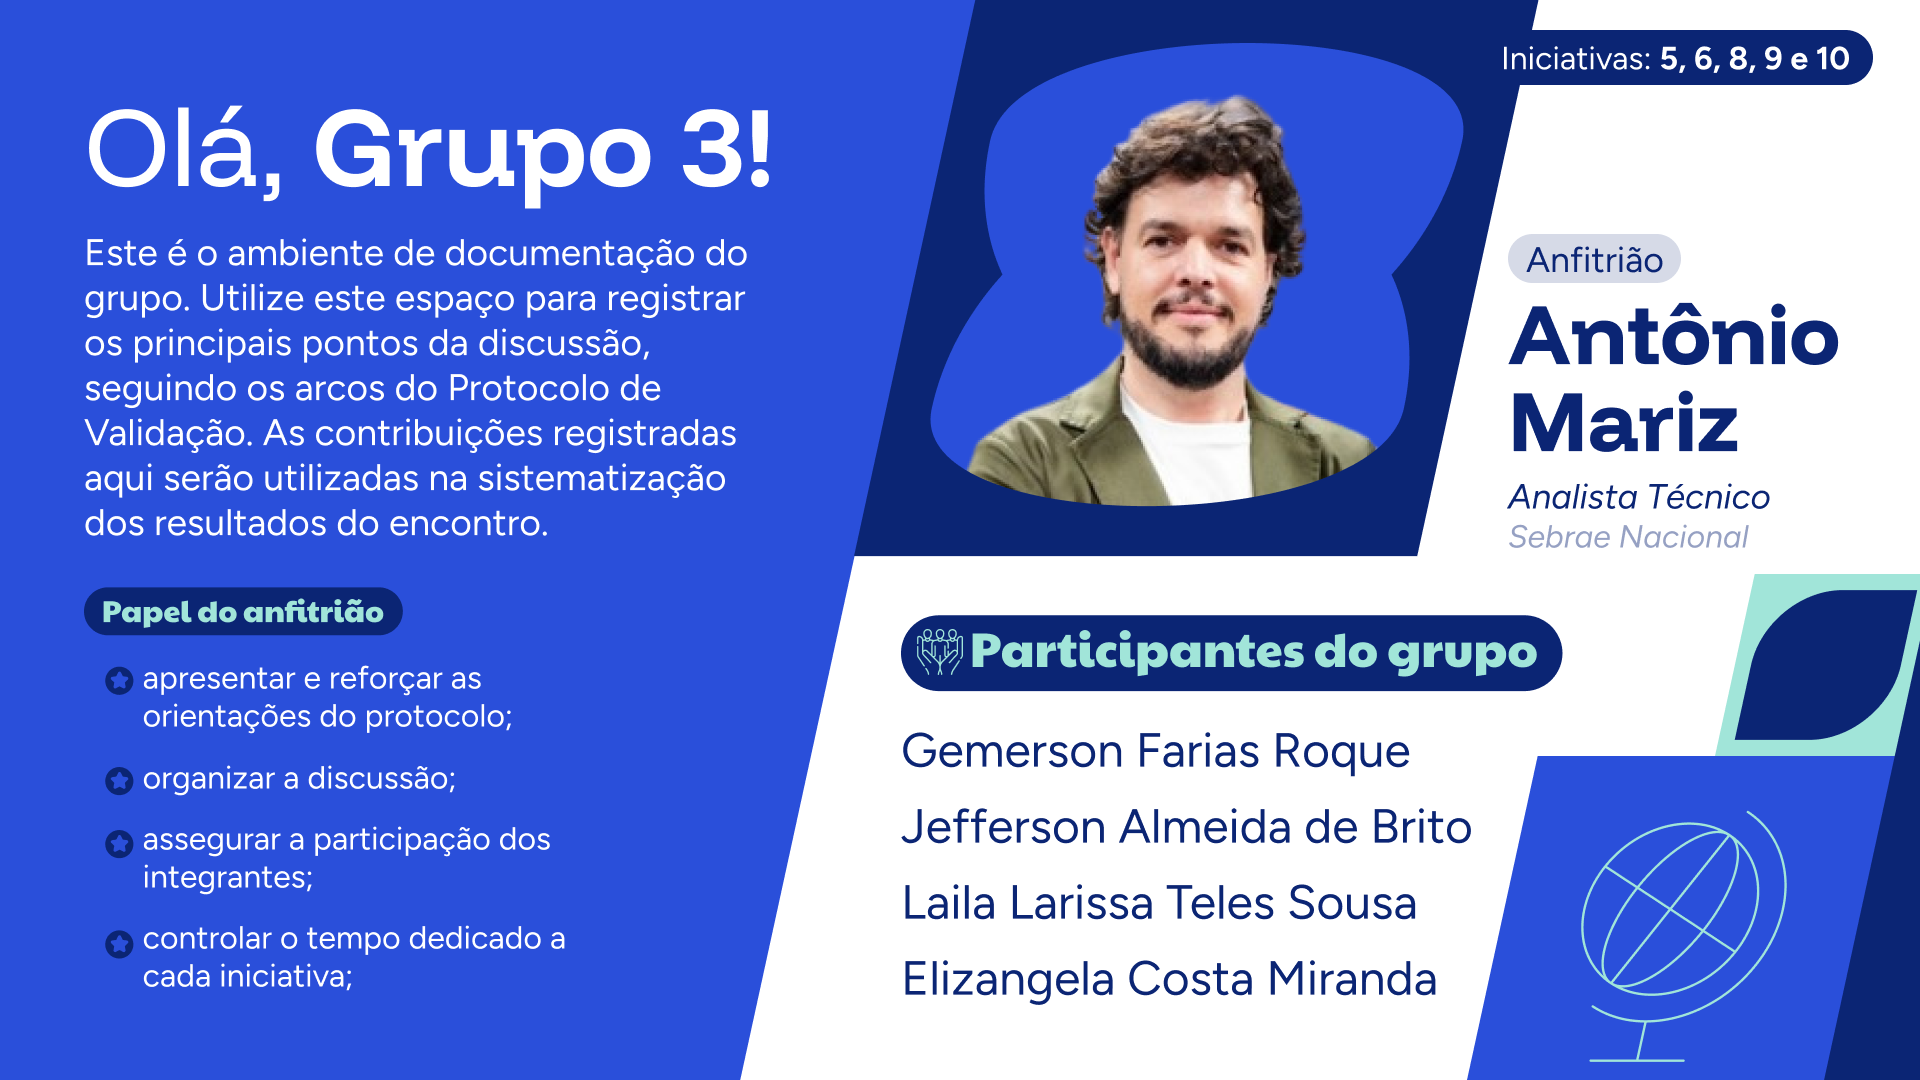 Olá, Grupo 3!
Este é o ambiente de documentação do
grupo. Utilize este espaço para registrar
os principais pontos da discussão,
seguindo os arcos do Protocolo de
Validação. As contribuições registradas
aqui serão utilizadas na sistematização
dos resultados do encontro.
Papel do anfitrião
apresentar e reforçar as
orientações do protocolo;
organizar a discussão;
assegurar a participação dos
integrantes;
controlar o tempo dedicado a
cada iniciativa;
Iniciativas: 5, 6, 8, 9 e 10
Anfitrião
Antônio
Mariz
Analista Técnico
Sebrae Nacional
Participantes do grupo
Gemerson Farias Roque
Jefferson Almeida de Brito
Laila Larissa Teles Sousa
Elizangela Costa Miranda